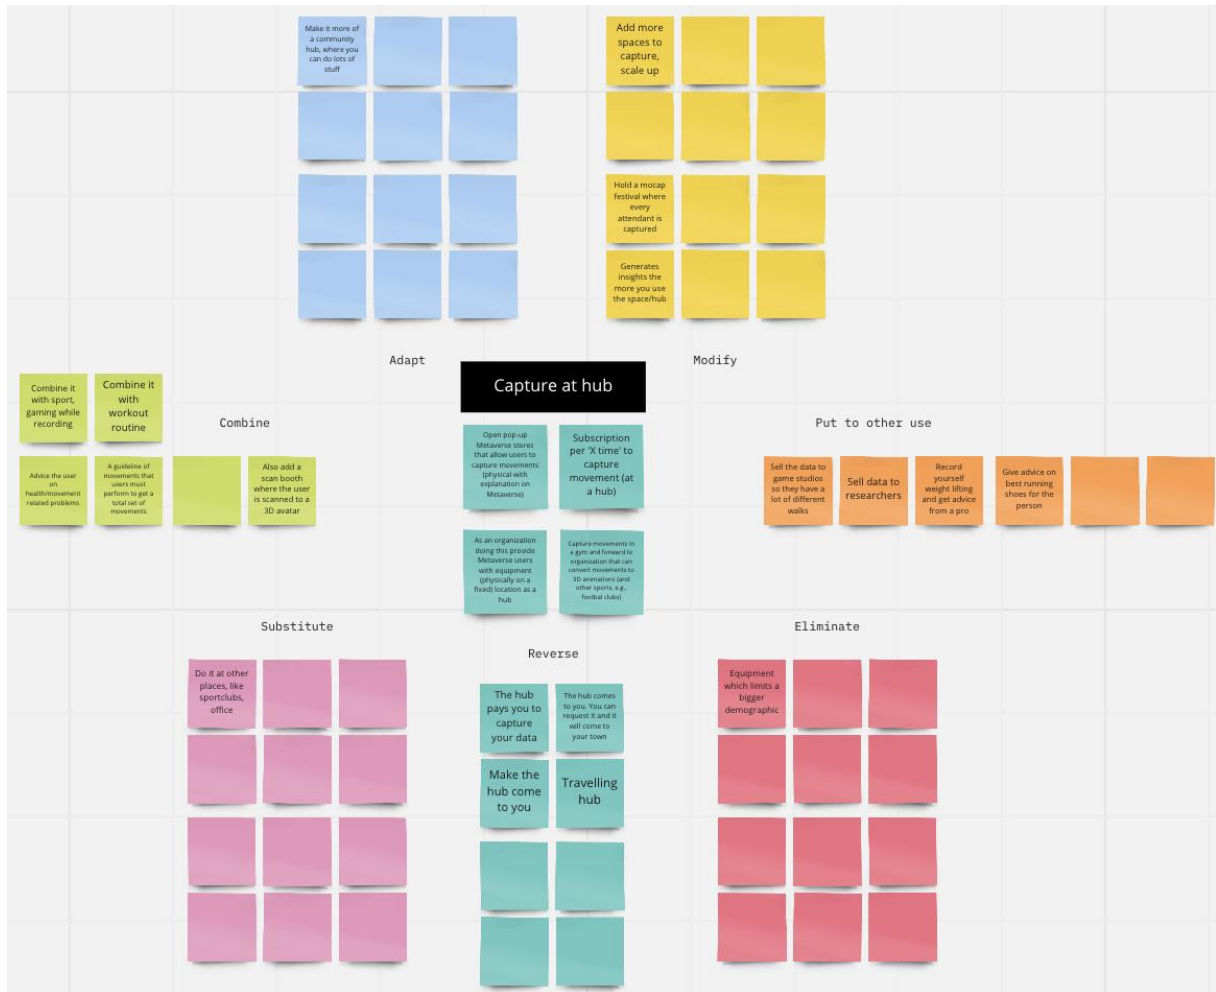 Make it more of
a community
hub, where you
can do lots of
stuff
Add more
spaces to
capture,
scale up
Hold a mocap
festival where
every
attendant is
captured
Generates
insights the
more you use
the space/hub
Adapt
Modify
Capture at hub
Combine it
with sport,
gaming while
recording
Combine it
with
workout
routine
Combine
Advice the user
on
health/movement
related problems
A guideline of
movements that
users must
perform to get a
total set of
movements
Also add a
scan booth
where the user
is scanned to a
3D avatar
Open pop-up
Metaverse stores
that allow users to
capture movements
(physical with
explanation on
Metaverse)
Subscription
per 'X time' to
capture
movement (at
a hub)
As an organization
doing this provide
Metaverse users
with equipment
(physically on a
fixed) location as a
hub
Capture movements in
a gym and forward to
organization that can
convert movements to
3D animations (and
other sports, e.g.,
footbal clubs)
Put to other use
Sell the data to
game studios
so they have a
lot of different
walks
Sell data to
researchers
Record
yourself
weight lifting
and get advice
from a pro
Give advice on
best running
shoes for the
person
Substitute
Do it at other
places, like
sportclubs,
office
Reverse
The hub
pays you to
capture
your data
The hub comes
to you. You can
request it and it
will come to
your town
Make the
hub come
to you
Travelling
hub
Eliminate
Equipment
which limits a
bigger
demographic